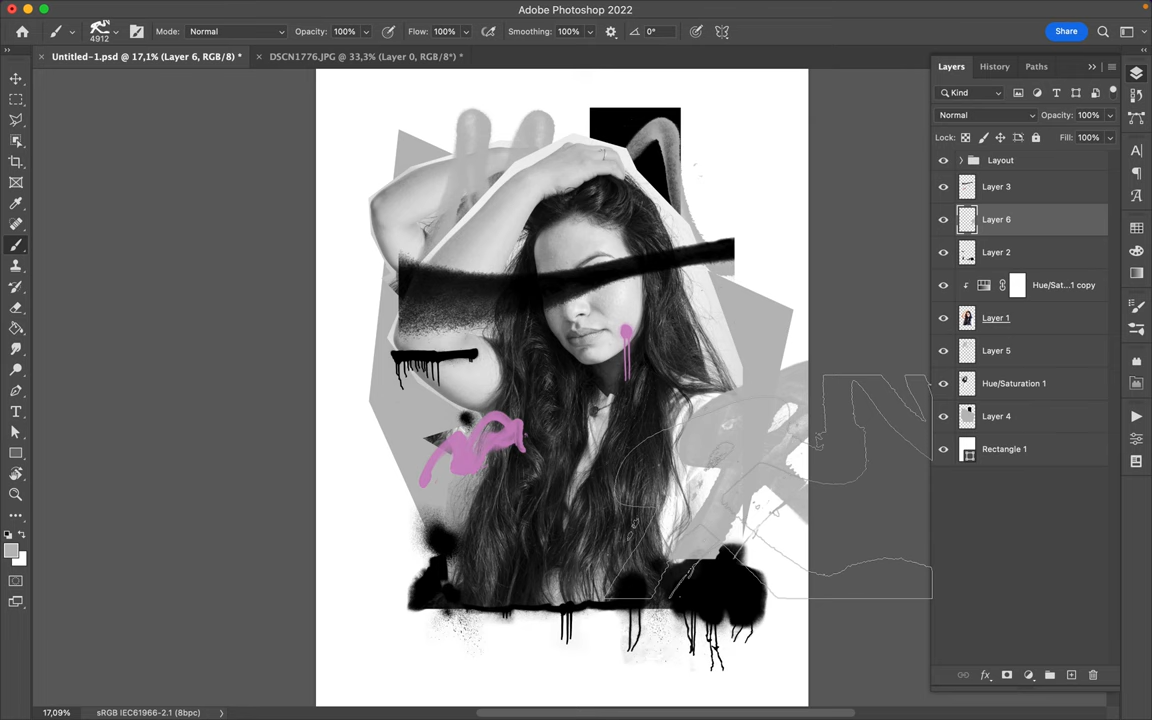 Adobe Photoshop 2022
4912
Mode: Normal
Opacity: 100%
Flow: 100%
Smoothing: 100%
0°
Share
Untitled-1.psd @ 17,1% (Layer 6, RGB/8) *
DSCN1776.JPG @ 33,3% (Layer 0, RGB/8*) *
Layers
History
Paths
Kind
Normal
Opacity: 100%
Lock:
Fill: 100%
Layout
Layer 3
Layer 6
Layer 2
Hue/Sat...1 copy
Layer 1
Layer 5
Hue/Saturation 1
Layer 4
Rectangle 1
17,09%
sRGB IEC61966-2.1 (8bpc)